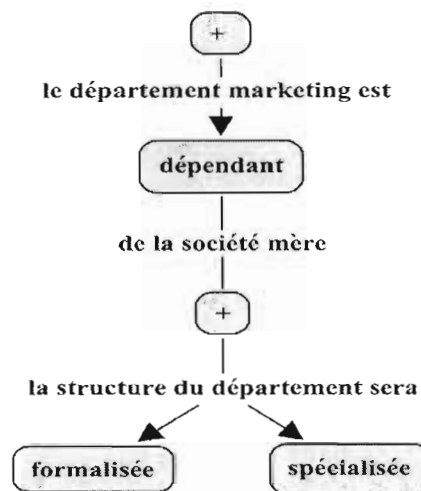 +
le département marketing est
dépendant
de la société mère
+
la structure du département sera
formalisée spécialisée